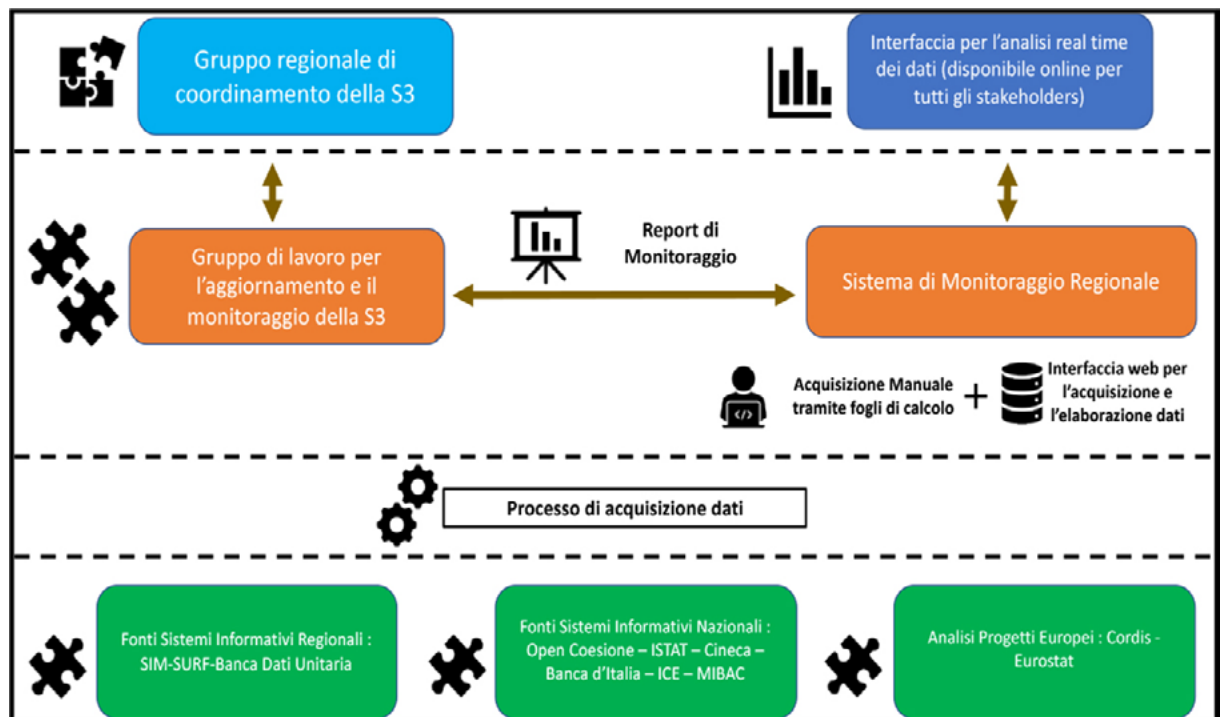 Gruppo regionale di
coordinamento della S3
Interfaccia per l'analisi real time
dei dati (disponibile online per
tutti gli stakeholders)
Gruppo di lavoro per
l'aggiornamento e il
monitoraggio della S3
Report di
Monitoraggio
Sistema di Monitoraggio Regionale
Acquisizione Manuale
tramite fogli di calcolo
+
Interfaccia web per
l'acquisizione e
l'elaborazione dati
Processo di acquisizione dati
Fonti Sistemi Informativi Regionali :
SIM-SURF-Banca Dati Unitaria
Fonti Sistemi Informativi Nazionali :
Open Coesione – ISTAT – Cineca –
Banca d'Italia – ICE – MIBAC
Analisi Progetti Europei : Cordis -
Eurostat